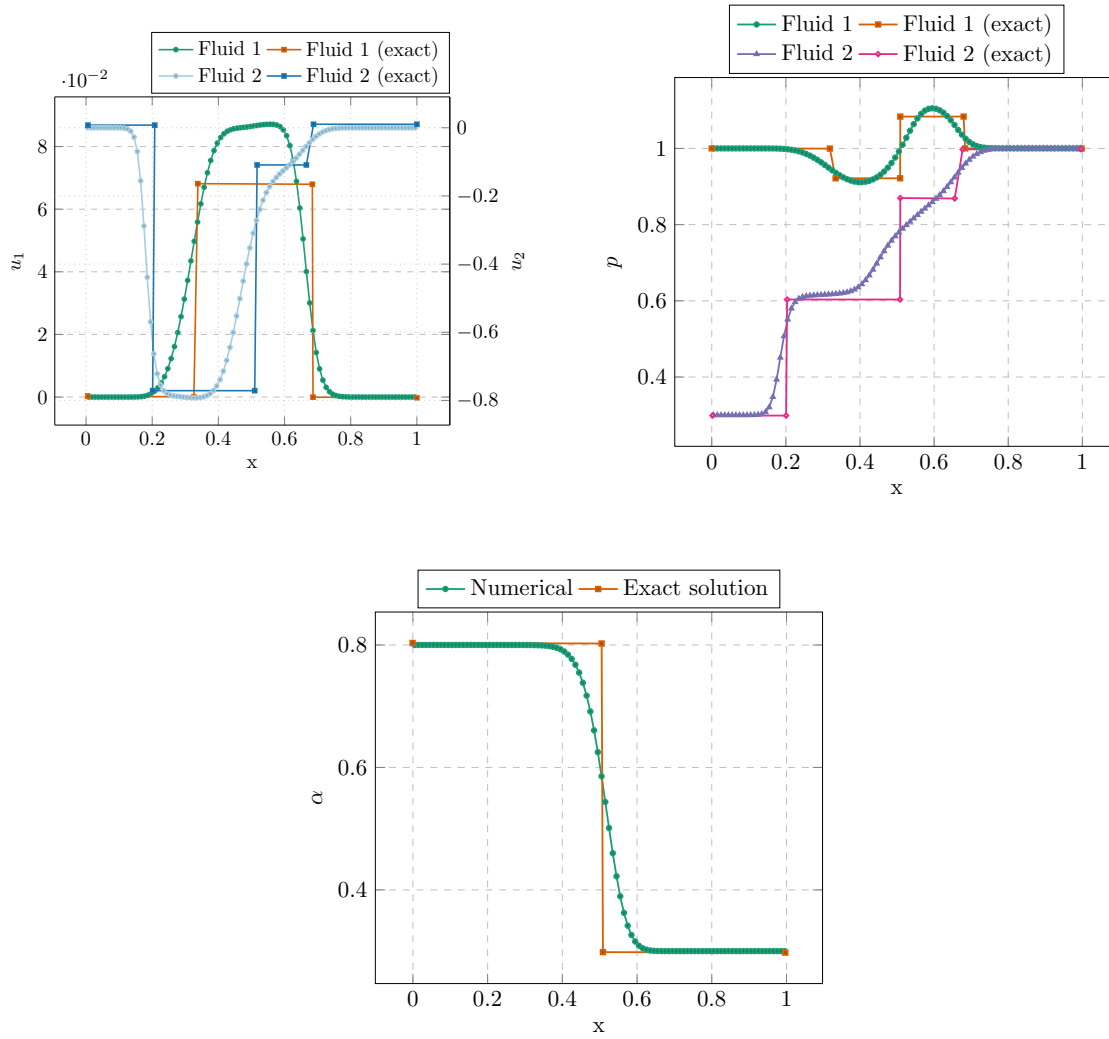 Fluid 1 Fluid 1 (exact)
Fluid 2 Fluid 2 (exact)
·10−2
8
6
4
2
0
u1
0
−0.2
−0.4
−0.6
−0.8
u2
0 0.2 0.4 0.6 0.8 1
x
Fluid 1 Fluid 1 (exact)
Fluid 2 Fluid 2 (exact)
1
0.8
0.6
0.4
p
0 0.2 0.4 0.6 0.8 1
x
Numerical Exact solution
0.8
0.6
0.4
α
0 0.2 0.4 0.6 0.8 1
x